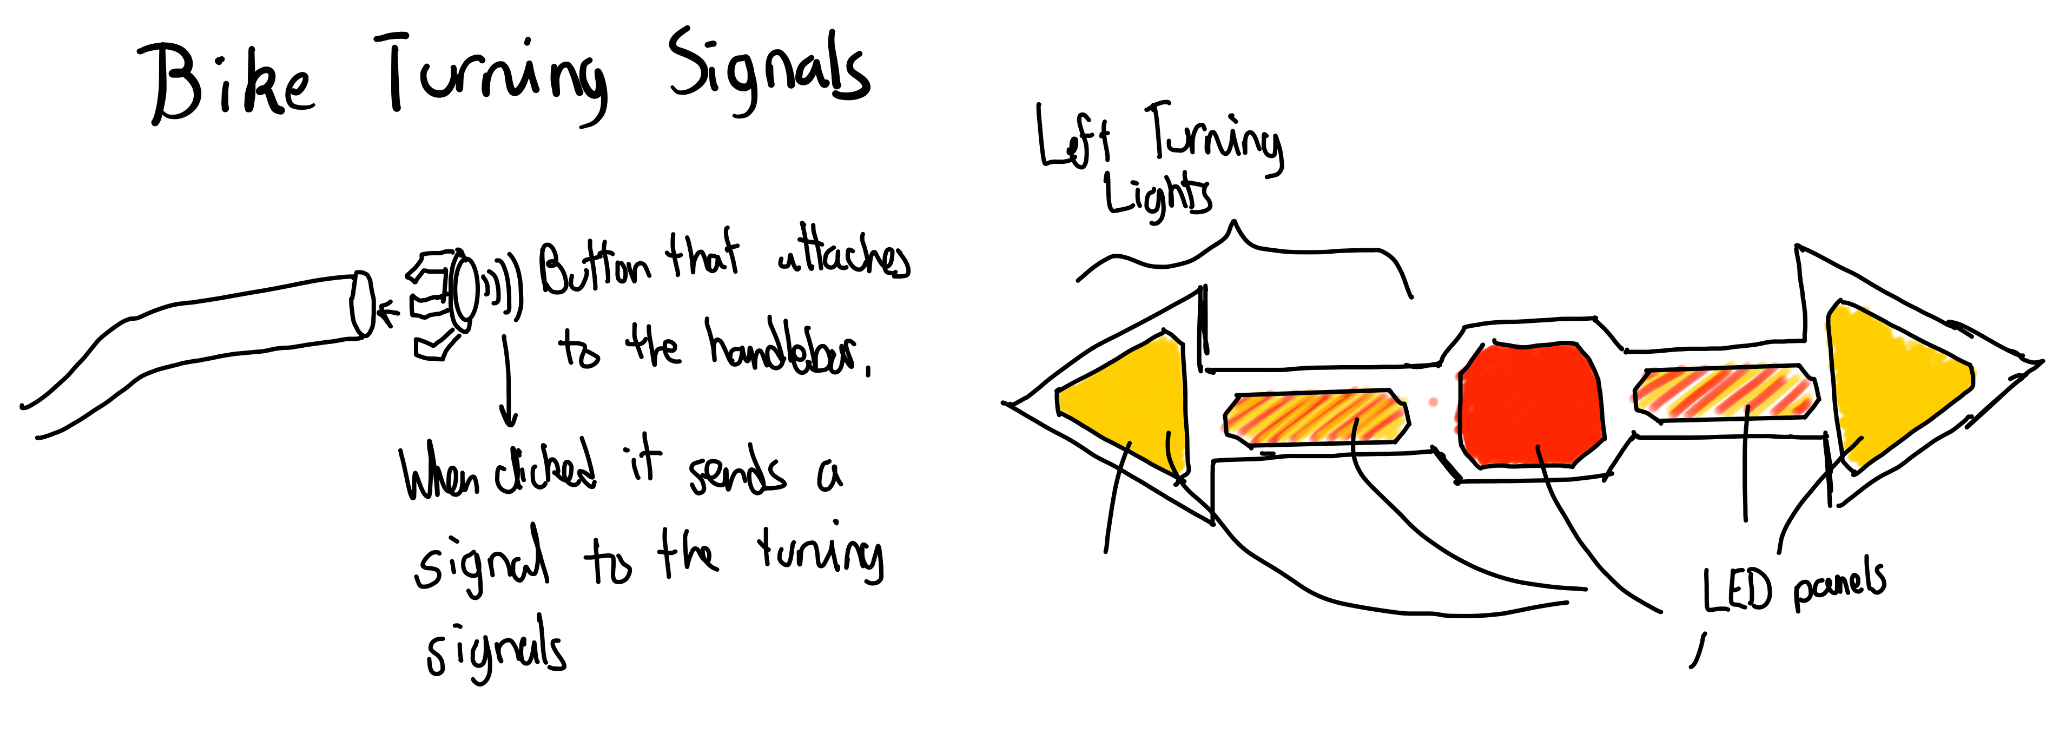 Bike Turning Signals
Left Turning
Lights
Button that attaches
to the handlebar.
When clicked it sends a
signal to the turning
signals
LED panels